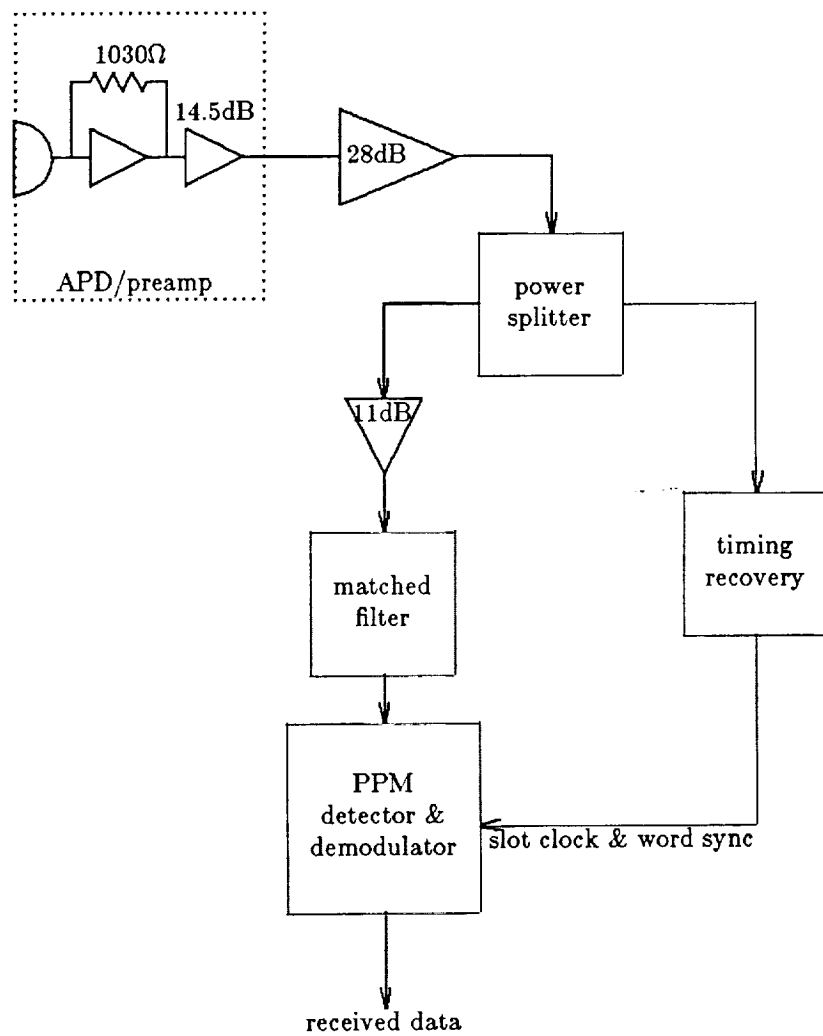 1030Ω
14.5dB
28dB
APD/preamp
power
splitter
11dB
timing
recovery
matched
filter
PPM
detector &
demodulator
slot clock & word sync
received data